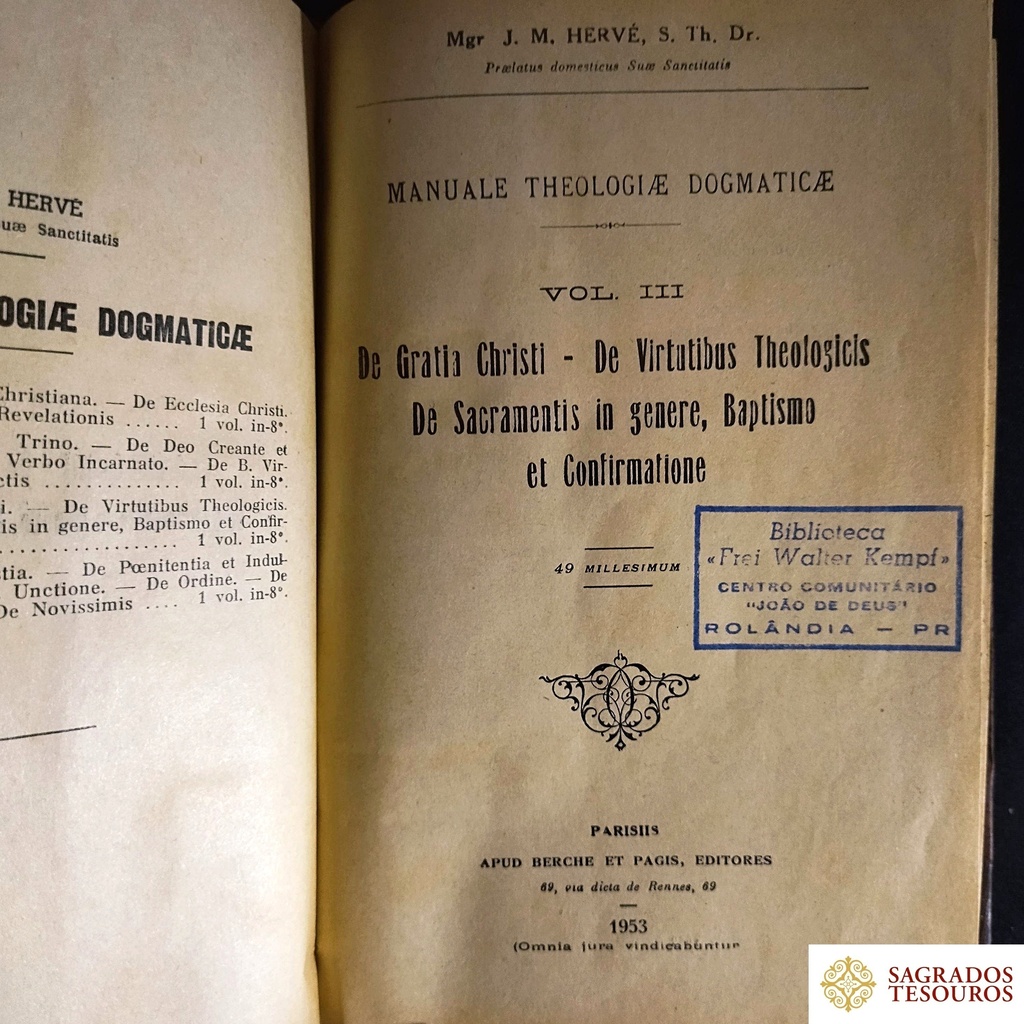 HERVÉ
uæ Sanctitatis
OGIÆ DOGMATICÆ
Christiana. — De Ecclesia Christi.
Revelationis ...... 1 vol. in-8º.
Trino. — De Deo Creante et
Verbo Incarnato. — De B. Vir-
ctis .............. 1 vol. in-8º.
i. — De Virtutibus Theologicis.
is in genere, Baptismo et Confir-
.................. 1 vol. in-8º.
tia. — De Pœnitentia et Indul-
Unctione. — De Ordine. — De
De Novissimis .... 1 vol. in-8º.
Mgr J. M. HERVÉ, S. Th. Dr.
Prælatus domesticus Suæ Sanctitatis
MANUALE THEOLOGIÆ DOGMATICÆ
VOL. III
De Gratia Christi - De Virtutibus Theologicis
De Sacramentis in genere, Baptismo
et Confirmatione
49 MILLESIMUM
Biblioteca
«Frei Walter Kempf»
CENTRO COMUNITÁRIO
"JOÃO DE DEUS"
ROLÂNDIA — PR
PARISIIS
APUD BERCHE ET PAGIS, EDITORES
69, via dicta de Rennes, 69
1953
(Omnia jura vindicabuntur
SAGRADOS
TESOUROS